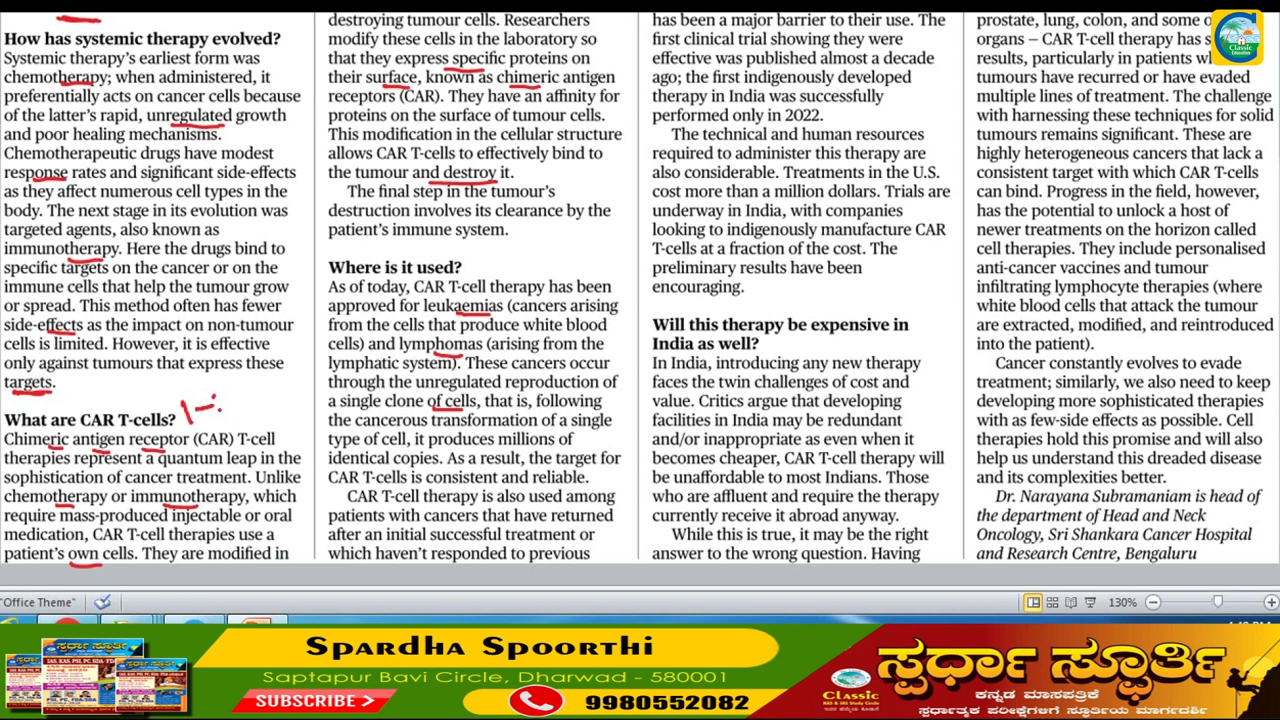 How has systemic therapy evolved?
Systemic therapy's earliest form was
chemotherapy; when administered, it
preferentially acts on cancer cells because
of the latter's rapid, unregulated growth
and poor healing mechanisms.
Chemotherapeutic drugs have modest
response rates and significant side-effects
as they affect numerous cell types in the
body. The next stage in its evolution was
targeted agents, also known as
immunotherapy. Here the drugs bind to
specific targets on the cancer or on the
immune cells that help the tumour grow
or spread. This method often has fewer
side-effects as the impact on non-tumour
cells is limited. However, it is effective
only against tumours that express these
targets.
What are CAR T-cells?
Chimeric antigen receptor (CAR) T-cell
therapies represent a quantum leap in the
sophistication of cancer treatment. Unlike
chemotherapy or immunotherapy, which
require mass-produced injectable or oral
medication, CAR T-cell therapies use a
patient's own cells. They are modified in
destroying tumour cells. Researchers
modify these cells in the laboratory so
that they express specific proteins on
their surface, known as chimeric antigen
receptors (CAR). They have an affinity for
proteins on the surface of tumour cells.
This modification in the cellular structure
allows CAR T-cells to effectively bind to
the tumour and destroy it.
The final step in the tumour's
destruction involves its clearance by the
patient's immune system.
Where is it used?
As of today, CAR T-cell therapy has been
approved for leukaemias (cancers arising
from the cells that produce white blood
cells) and lymphomas (arising from the
lymphatic system). These cancers occur
through the unregulated reproduction of
a single clone of cells, that is, following
the cancerous transformation of a single
type of cell, it produces millions of
identical copies. As a result, the target for
CAR T-cells is consistent and reliable.
CAR T-cell therapy is also used among
patients with cancers that have returned
after an initial successful treatment or
which haven't responded to previous
has been a major barrier to their use. The
first clinical trial showing they were
effective was published almost a decade
ago; the first indigenously developed
therapy in India was successfully
performed only in 2022.
The technical and human resources
required to administer this therapy are
also considerable. Treatments in the U.S.
cost more than a million dollars. Trials are
underway in India, with companies
looking to indigenously manufacture CAR
T-cells at a fraction of the cost. The
preliminary results have been
encouraging.
Will this therapy be expensive in
India as well?
In India, introducing any new therapy
faces the twin challenges of cost and
value. Critics argue that developing
facilities in India may be redundant
and/or inappropriate as even when it
becomes cheaper, CAR T-cell therapy will
be unaffordable to most Indians. Those
who are affluent and require the therapy
currently receive it abroad anyway.
While this is true, it may be the right
answer to the wrong question. Having
prostate, lung, colon, and some o
organs – CAR T-cell therapy has s
results, particularly in patients w
tumours have recurred or have evaded
multiple lines of treatment. The challenge
with harnessing these techniques for solid
tumours remains significant. These are
highly heterogeneous cancers that lack a
consistent target with which CAR T-cells
can bind. Progress in the field, however,
has the potential to unlock a host of
newer treatments on the horizon called
cell therapies. They include personalised
anti-cancer vaccines and tumour
infiltrating lymphocyte therapies (where
white blood cells that attack the tumour
are extracted, modified, and reintroduced
into the patient).
Cancer constantly evolves to evade
treatment; similarly, we also need to keep
developing more sophisticated therapies
with as few-side effects as possible. Cell
therapies hold this promise and will also
help us understand this dreaded disease
and its complexities better.
Dr. Narayana Subramaniam is head of
the department of Head and Neck
Oncology, Sri Shankara Cancer Hospital
and Research Centre, Bengaluru
Classic
Education
"Office Theme"
130%
Spardha Spoorthi
Saptapur Bavi Circle, Dharwad - 580001
SUBSCRIBE
9980552082
Classic
KAS & IAS Study Circle
ಸ್ಪರ್ಧಾ ಸ್ಫೂರ್ತಿ
ಕನ್ನಡ ಮಾಸಪತ್ರಿಕೆ
ಸ್ಪರ್ಧಾತ್ಮಕ ಪರೀಕ್ಷೆಗಳಿಗೆ ಸ್ಫೂರ್ತಿಯ ಮಾರ್ಗದರ್ಶಿ